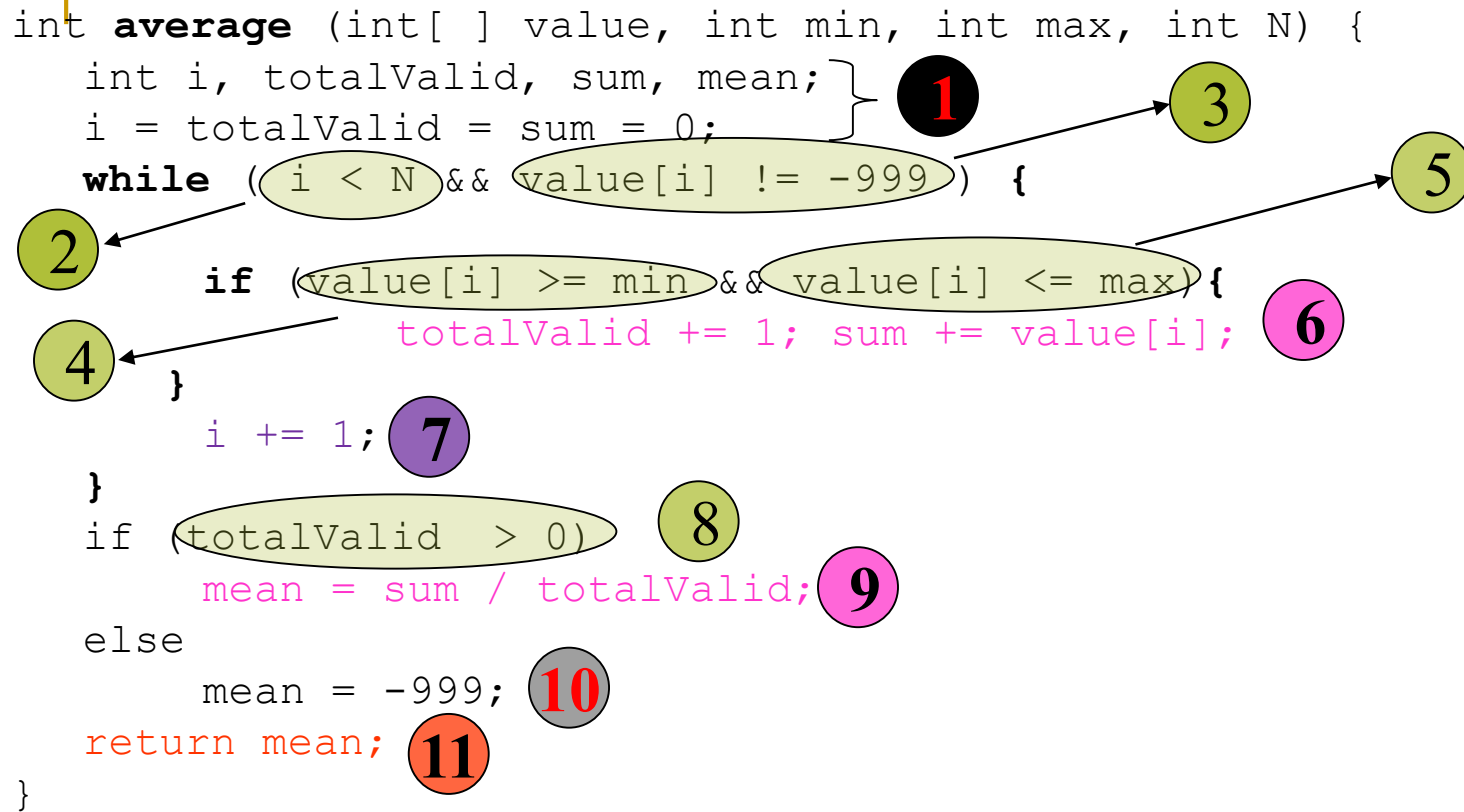 int average (int[ ] value, int min, int max, int N) {
int i, totalValid, sum, mean; 1 3
i = totalValid = sum = 0;
while ( i < N && value[i] != -999 ) { 5
2
if (value[i] >= min && value[i] <= max){
totalValid += 1; sum += value[i]; 6
4
}
i += 1; 7
}
if (totalValid > 0) 8
mean = sum / totalValid; 9
else
mean = -999; 10
return mean; 11
}